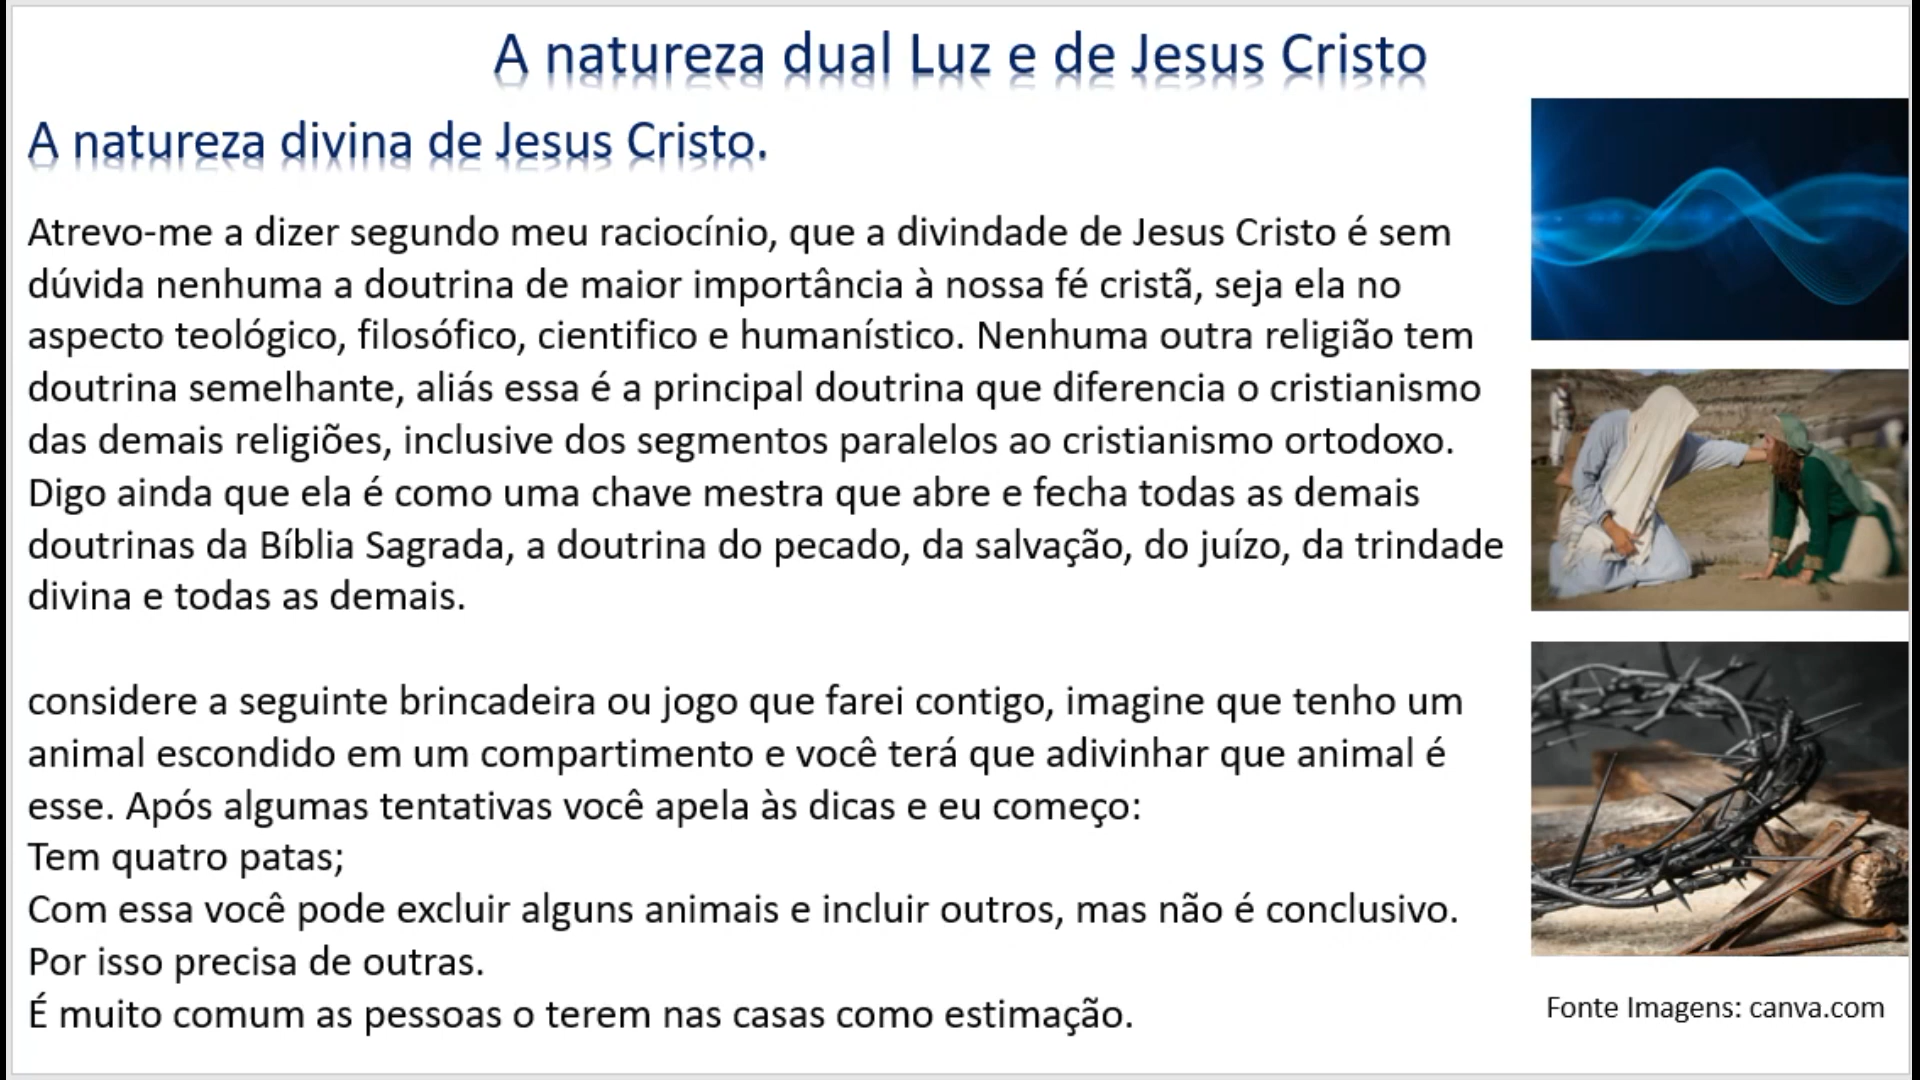 A natureza dual Luz e de Jesus Cristo
A natureza divina de Jesus Cristo.
Atrevo-me a dizer segundo meu raciocínio, que a divindade de Jesus Cristo é sem
dúvida nenhuma a doutrina de maior importância à nossa fé cristã, seja ela no
aspecto teológico, filosófico, cientifico e humanístico. Nenhuma outra religião tem
doutrina semelhante, aliás essa é a principal doutrina que diferencia o cristianismo
das demais religiões, inclusive dos segmentos paralelos ao cristianismo ortodoxo.
Digo ainda que ela é como uma chave mestra que abre e fecha todas as demais
doutrinas da Bíblia Sagrada, a doutrina do pecado, da salvação, do juízo, da trindade
divina e todas as demais.
considere a seguinte brincadeira ou jogo que farei contigo, imagine que tenho um
animal escondido em um compartimento e você terá que adivinhar que animal é
esse. Após algumas tentativas você apela às dicas e eu começo:
Tem quatro patas;
Com essa você pode excluir alguns animais e incluir outros, mas não é conclusivo.
Por isso precisa de outras.
É muito comum as pessoas o terem nas casas como estimação.
Fonte Imagens: canva.com